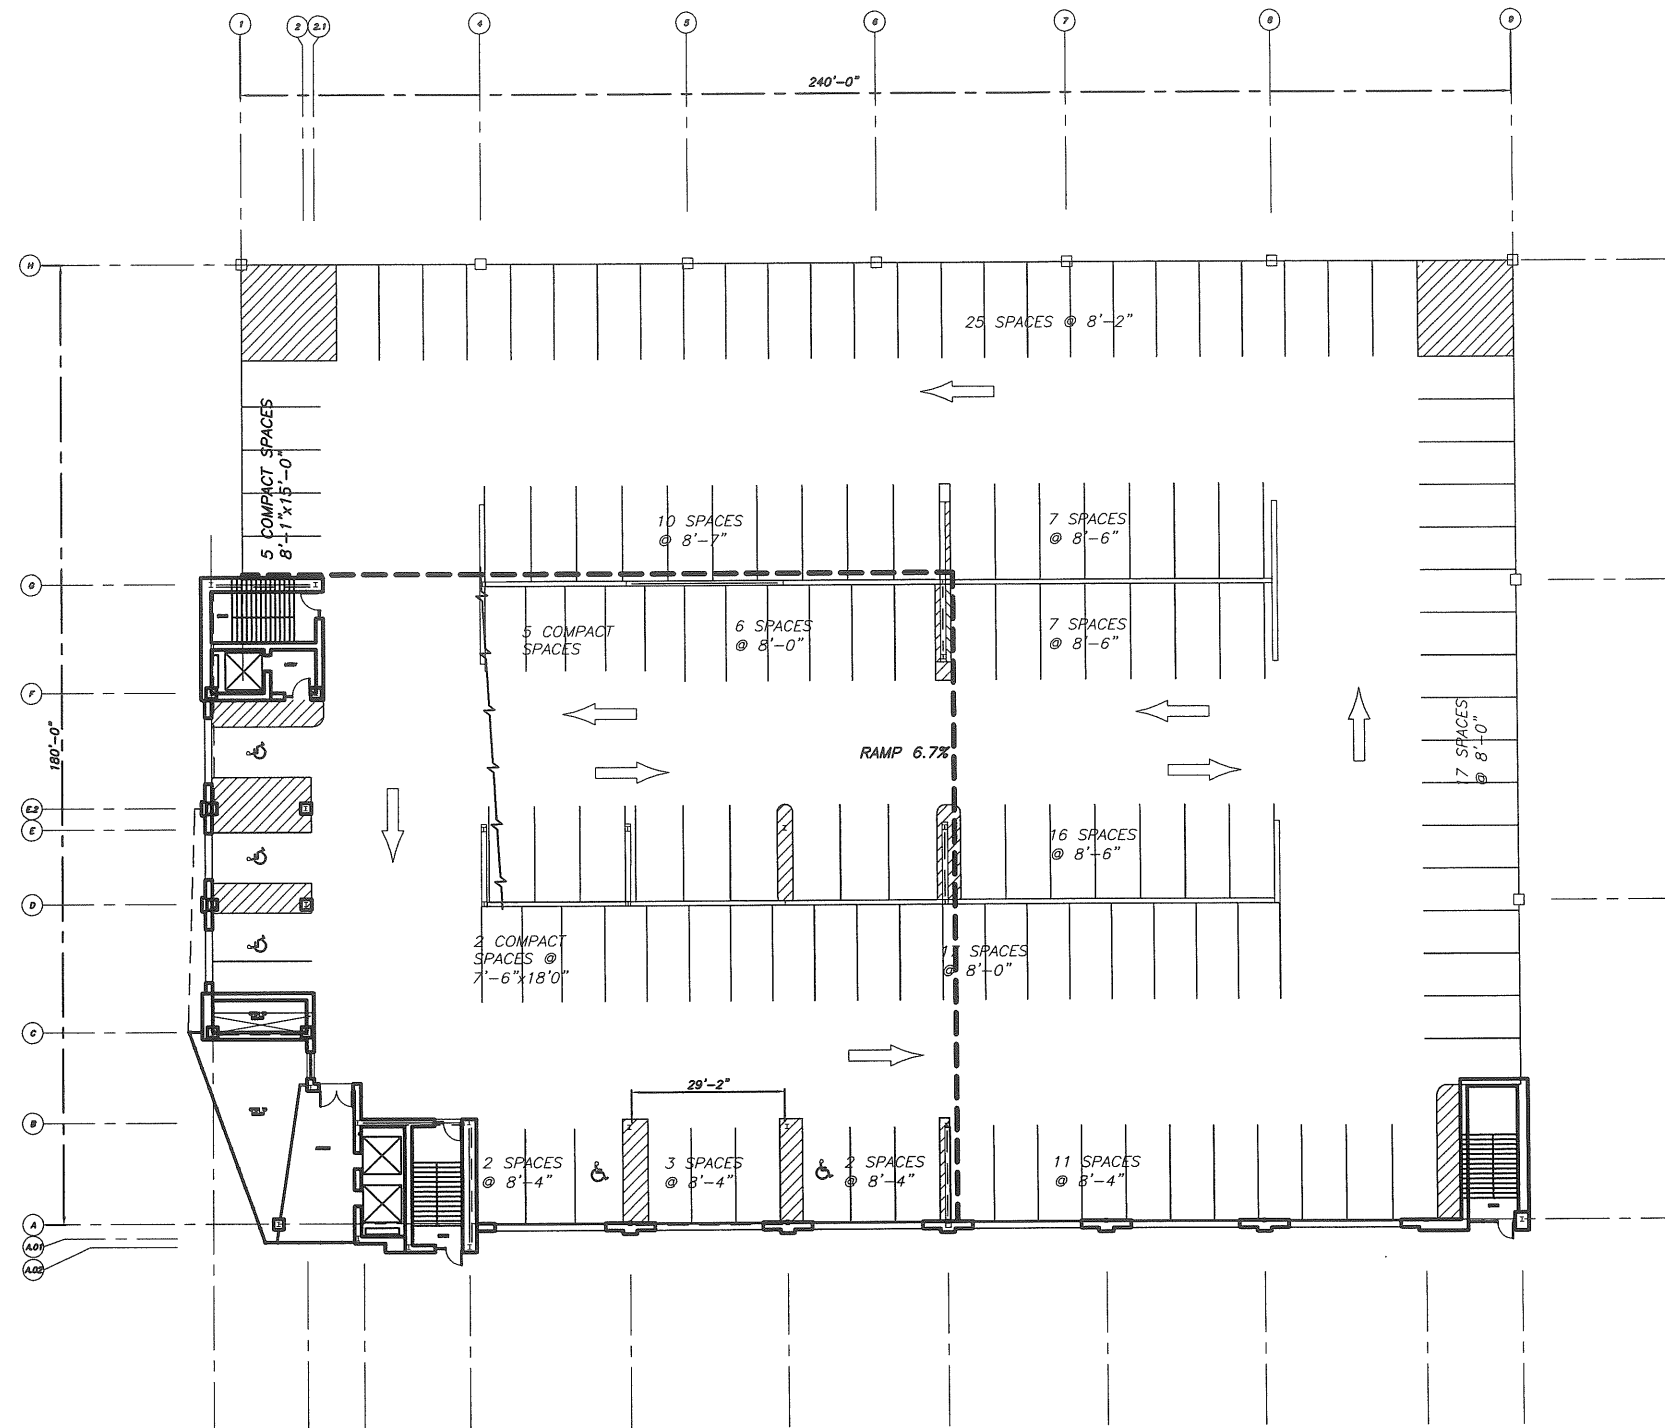 1
2
2.1
4
5
6
7
8
9
240'-0"
H
25 SPACES @ 8'-2"
5 COMPACT SPACES
8'-1"x15'-0"
10 SPACES
@ 8'-7"
7 SPACES
@ 8'-6"
G
5 COMPACT
SPACES
6 SPACES
@ 8'-0"
7 SPACES
@ 8'-6"
F
180'-0"
RAMP 6.7%
17 SPACES
@ 8'-0"
E.2
E
16 SPACES
@ 8'-6"
D
2 COMPACT
SPACES @
7'-6"x18'0"
17 SPACES
@ 8'-0"
C
29'-2"
B
2 SPACES
@ 8'-4"
3 SPACES
@ 8'-4"
2 SPACES
@ 8'-4"
11 SPACES
@ 8'-4"
A
A.01
A.02